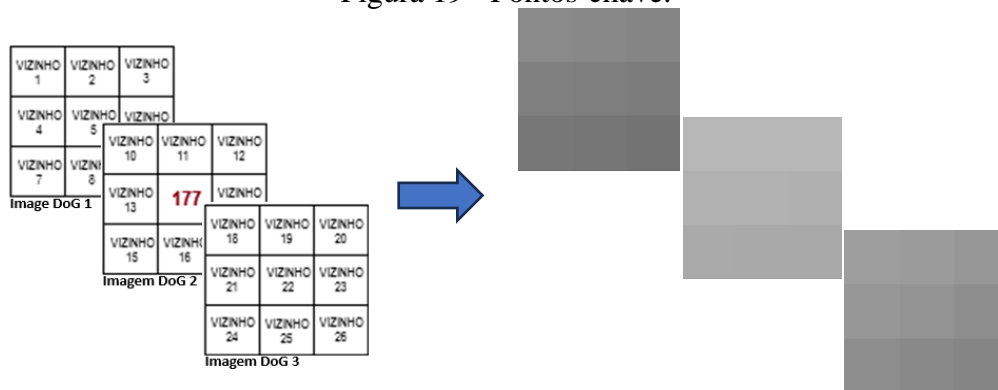 Figura 19 - Pontos-chave.
VIZINHO VIZINHO VIZINHO
1 2 3
VIZINHO VIZINHO VIZINHO
4 5
VIZINHO VIZIN
7 8
Image DoG 1
VIZINHO VIZINHO VIZINHO
10 11 12
VIZINHO 177 VIZINHO
13
VIZINHO VIZINH
15 16
Imagem DoG 2
VIZINHO VIZINHO VIZINHO
18 19 20
VIZINHO VIZINHO VIZINHO
21 22 23
VIZINHO VIZINHO VIZINHO
24 25 26
Imagem DoG 3